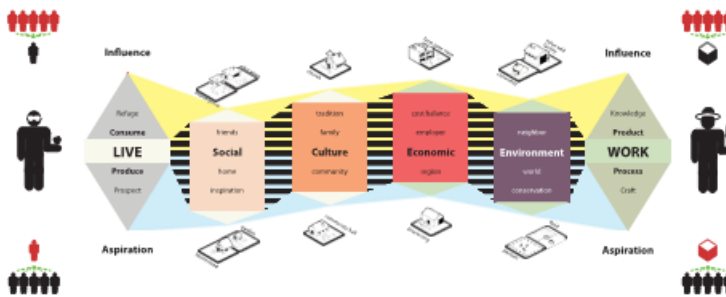 Influence
Influence
Refuge
Consume
LIVE
Produce
Prospect
friends
Social
home
inspiration
tradition
family
Culture
community
cost/balance
employer
Economic
region
neighbor
Environment
world
conservation
Knowledge
Product
WORK
Process
Craft
Aspiration
Aspiration